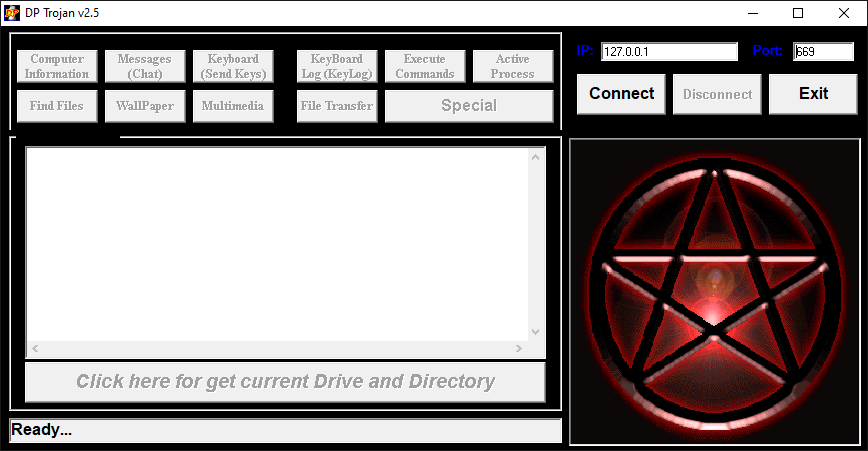 DP Trojan v2.5
Computer
Information
Messages
(Chat)
Keyboard
(Send Keys)
KeyBoard
Log (KeyLog)
Execute
Commands
Active
Process
Find Files
WallPaper
Multimedia
File Transfer
Special
IP: 127.0.0.1 Port: 669
Connect
Disconnect
Exit
Click here for get current Drive and Directory
Ready...